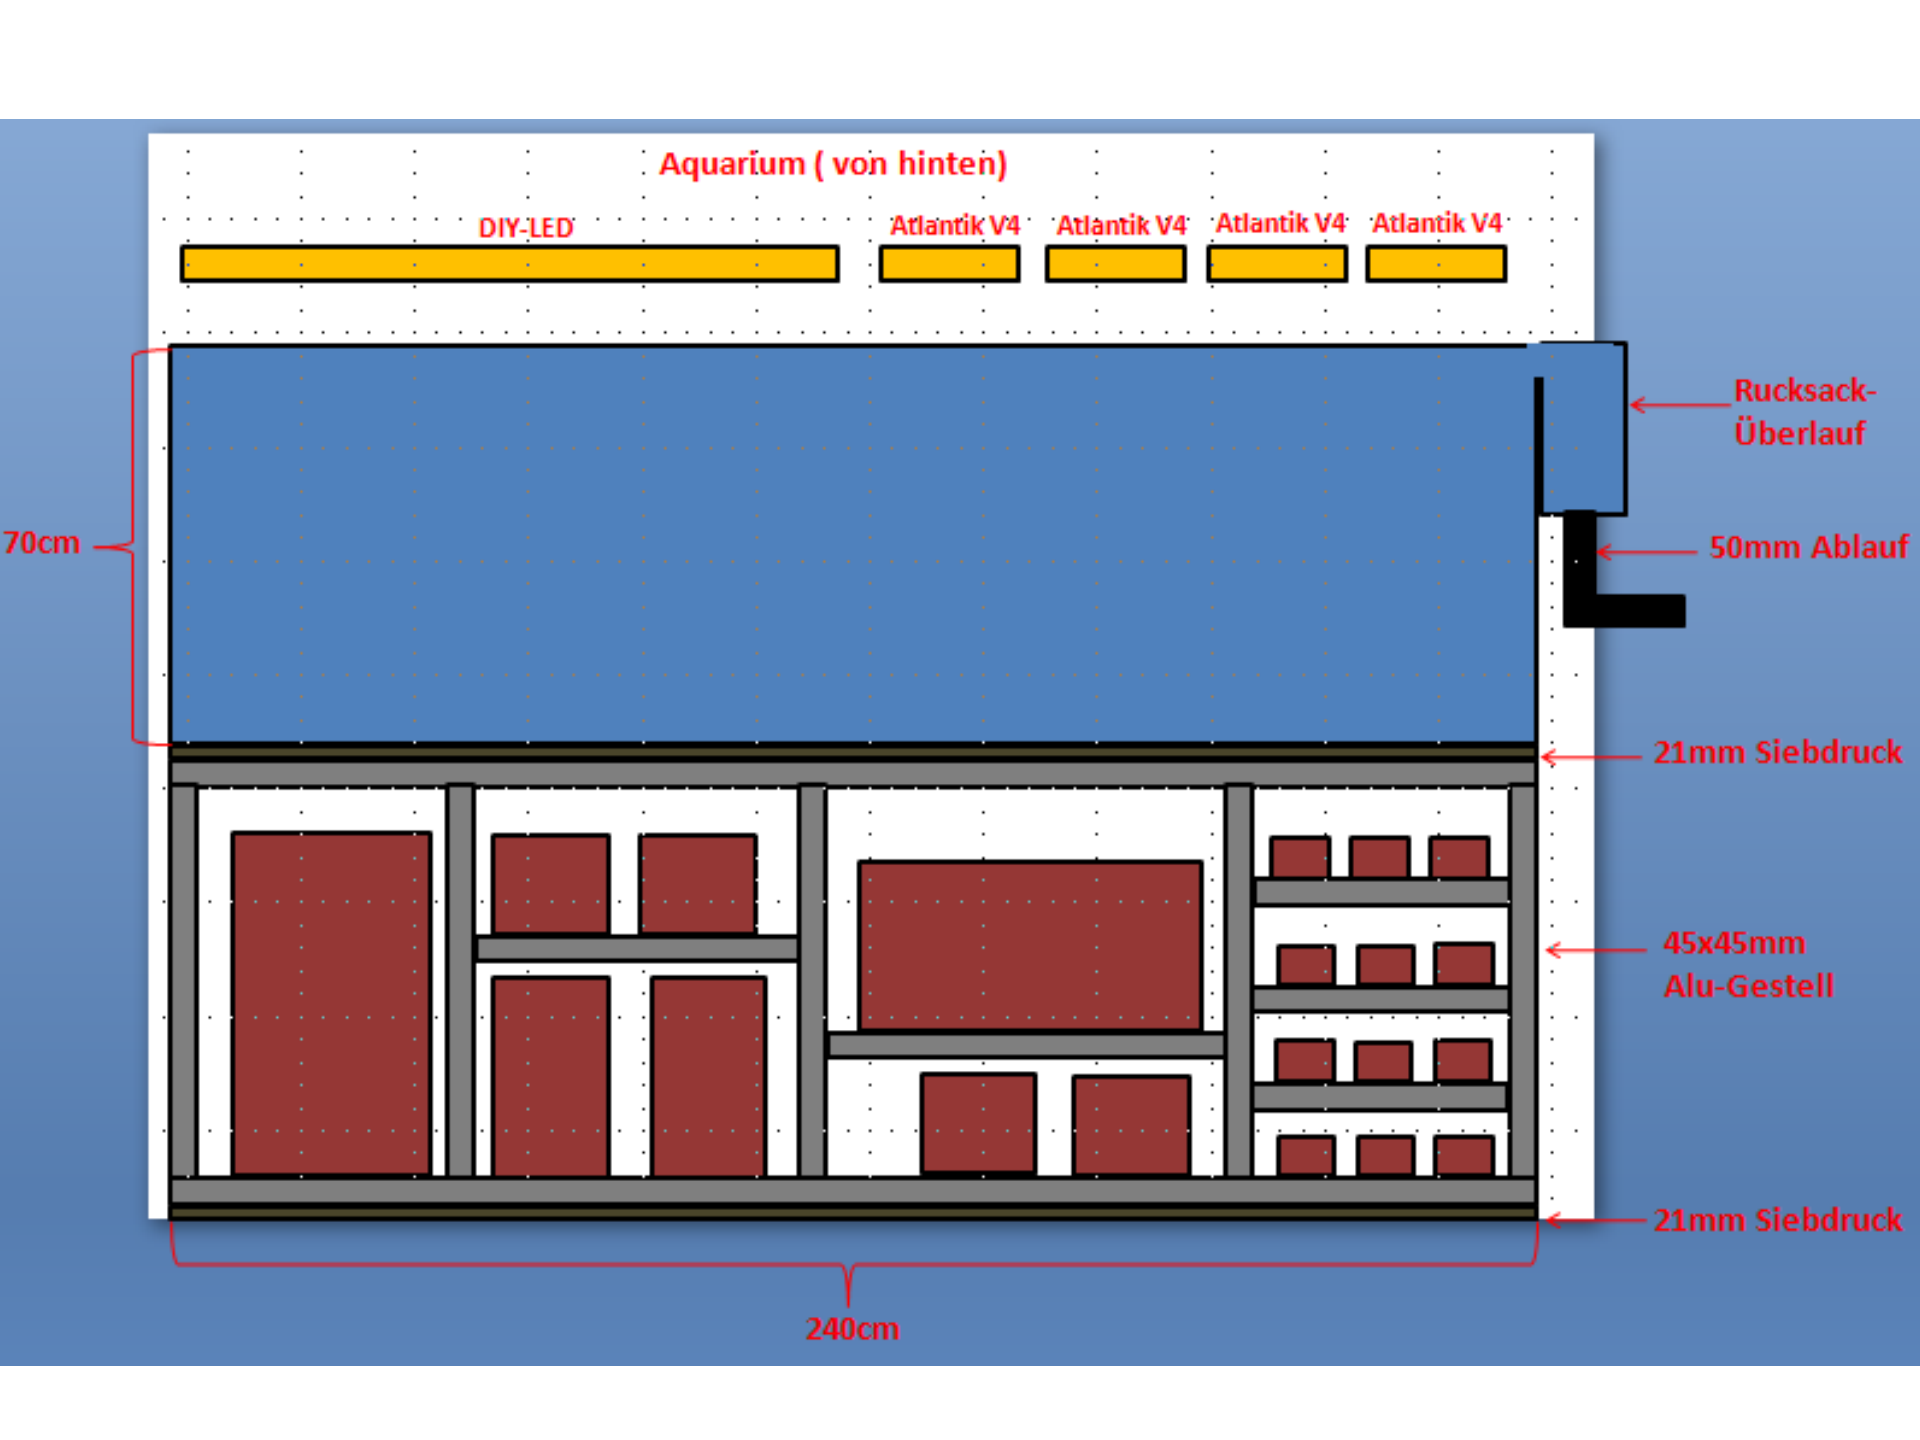 Aquarium ( von hinten)
DIY-LED
Atlantik V4
Atlantik V4
Atlantik V4
Atlantik V4
Rucksack-
Überlauf
70cm
50mm Ablauf
21mm Siebdruck
45x45mm
Alu-Gestell
21mm Siebdruck
240cm